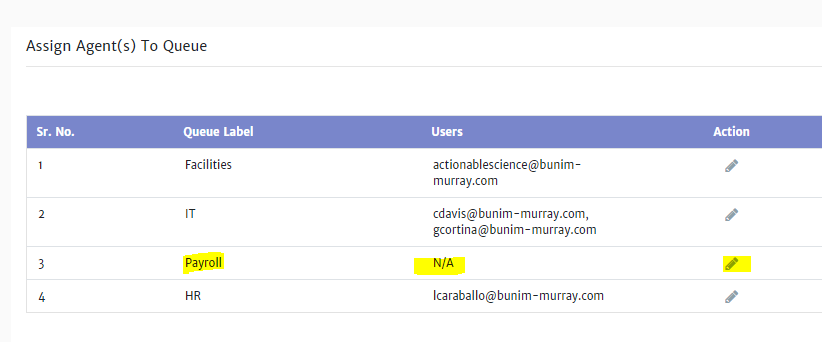 Assign Agent(s) To Queue
Sr. No. Queue Label Users Action
1 Facilities actionablescience@bunim-
murray.com
2 IT cdavis@bunim-murray.com,
gcortina@bunim-murray.com
3 Payroll N/A
4 HR lcaraballo@bunim-murray.com